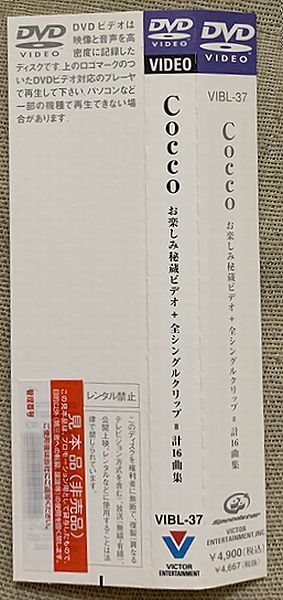 DVD
VIDEO
DVDビデオは
映像と音声を高
密度に記録した
ディスクです。上のロゴマークのつ
いたDVDビデオ対応のプレーヤ
で再生して下さい。パソコンなど
一部の機種で再生できない場
合があります。
レンタル禁止
このディスクを権利者に無断で、複製(異なる
テレビジョン方式を含む)、放送(無線・有線)、
公開上映、レンタルなどに使用することは法
律で禁じられています。
見本品(非売品)
DVD
VIDEO
Cocco
お楽しみ秘蔵ビデオ+全シングルクリップ=計16曲集
VIBL-37
VICTOR
ENTERTAINMENT
DVD
VIDEO
VIBL-37
Cocco
お楽しみ秘蔵ビデオ+全シングルクリップ=計16曲集
Speedstar
VICTOR
ENTERTAINMENT, INC.
¥4,900(税込)
¥4,667(税抜)